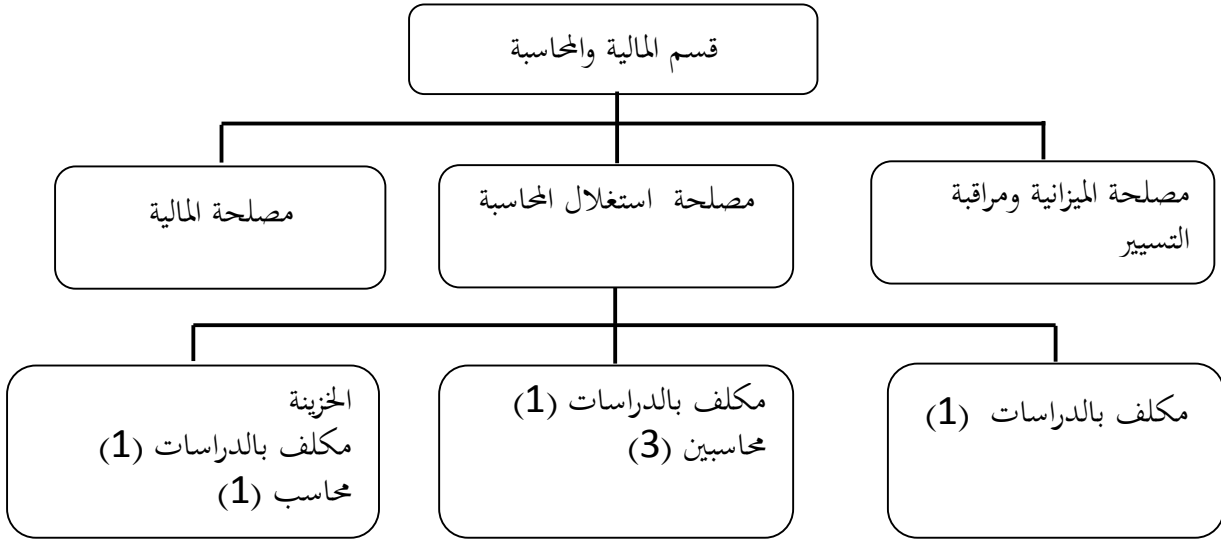 قسم المالية والمحاسبة
مصلحة الميزانية ومراقبة
التسيير
مصلحة استغلال المحاسبة
مصلحة المالية
مكلف بالدراسات (1)
مكلف بالدراسات (1)
محاسبين (3)
الخزينة
مكلف بالدراسات (1)
محاسب (1)